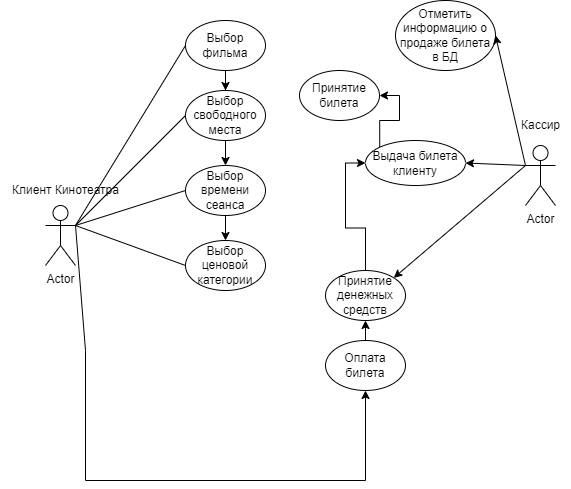 Выбор
фильма
Выбор
свободного
места
Выбор
времени
сеанса
Выбор
ценовой
категории
Клиент Кинотеатра
Actor
Отметить
информацию о
продаже билета
в БД
Принятие
билета
Кассир
Выдача билета
клиенту
Actor
Принятие
денежных
средств
Оплата
билета